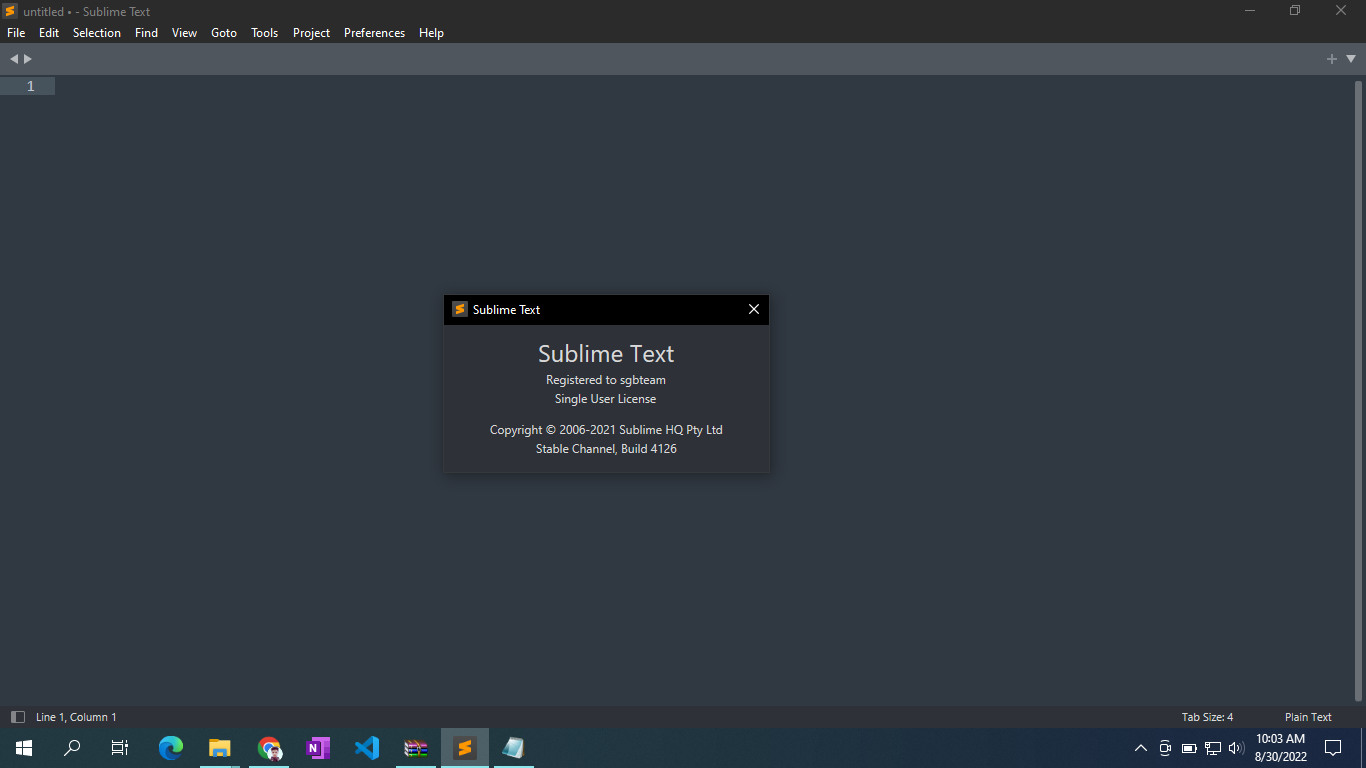 untitled • - Sublime Text
File Edit Selection Find View Goto Tools Project Preferences Help
1
Sublime Text
Sublime Text
Registered to sgbteam
Single User License
Copyright © 2006-2021 Sublime HQ Pty Ltd
Stable Channel, Build 4126
Line 1, Column 1
Tab Size: 4
Plain Text
N
10:03 AM
8/30/2022